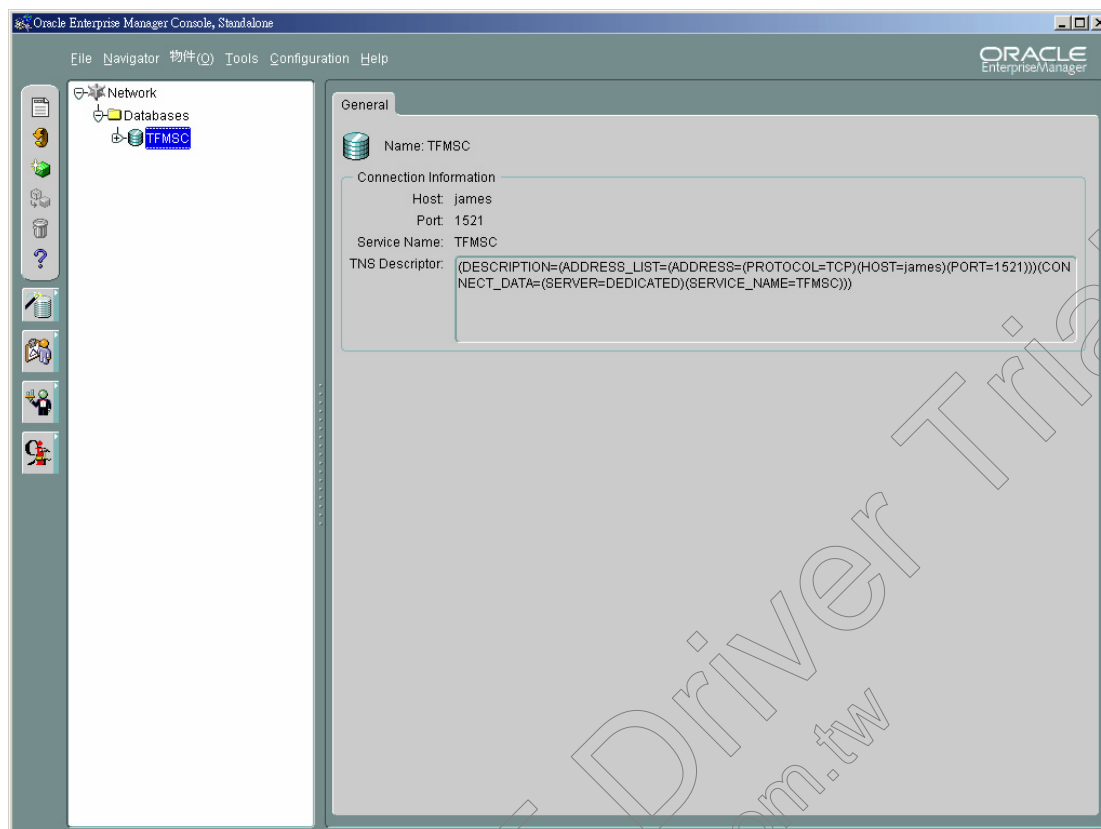 Oracle Enterprise Manager Console, Standalone
File Navigator 物件(O) Tools Configuration Help
ORACLE
EnterpriseManager
Network
Databases
TFMSC
General
Name: TFMSC
Connection Information
Host: james
Port: 1521
Service Name: TFMSC
TNS Descriptor: (DESCRIPTION=(ADDRESS_LIST=(ADDRESS=(PROTOCOL=TCP)(HOST=james)(PORT=1521)))(CON
NECT_DATA=(SERVER=DEDICATED)(SERVICE_NAME=TFMSC)))
Driver Tria
om.tw